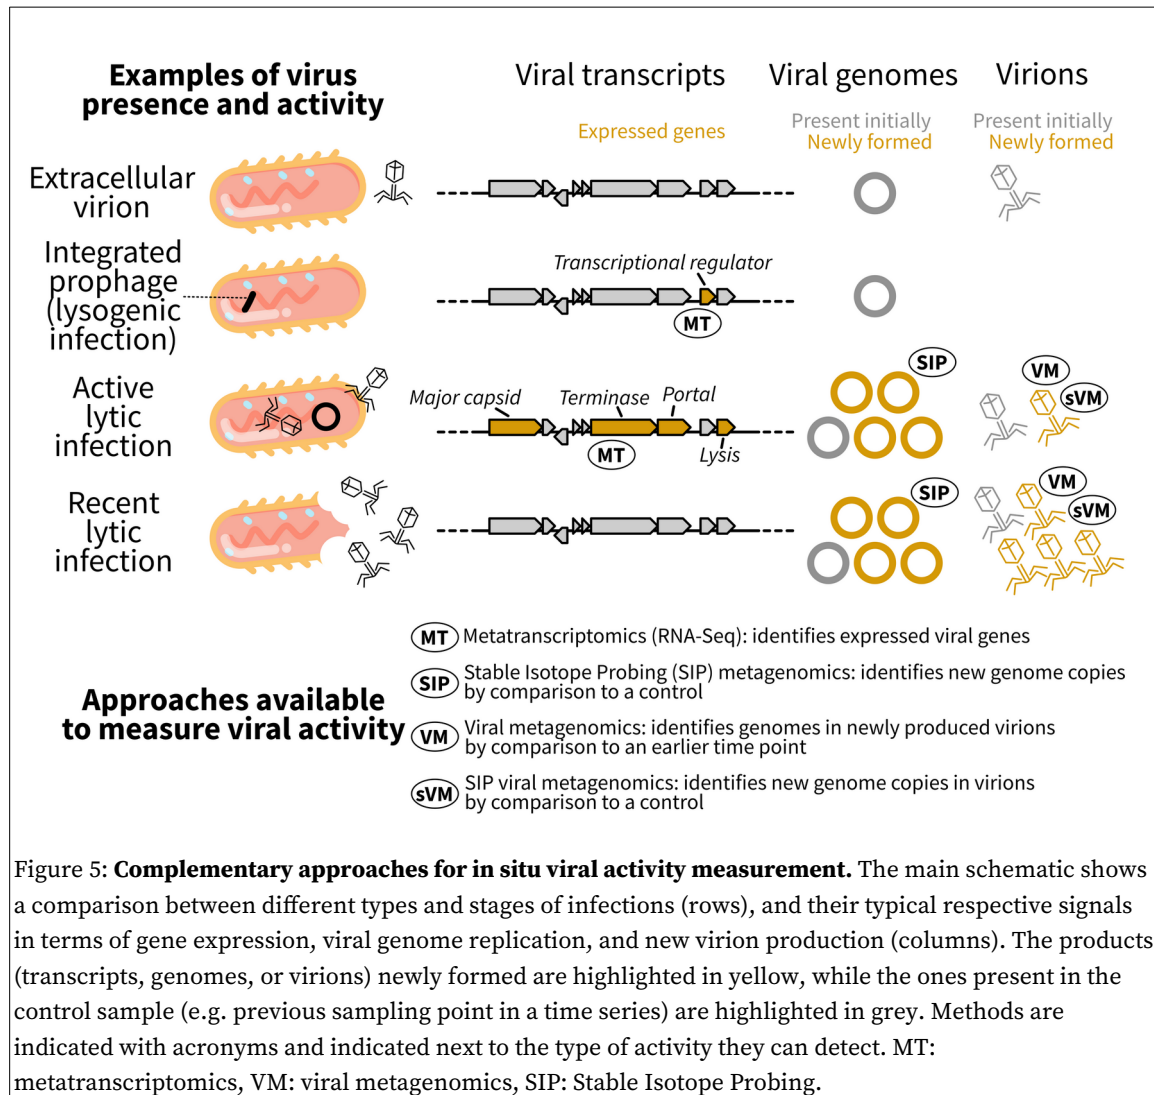 Examples of virus
presence and activity
Viral transcripts
Viral genomes
Virions
Expressed genes
Present initially
Newly formed
Present initially
Newly formed
Extracellular
virion
Integrated
prophage
(lysogenic
infection)
Transcriptional regulator
MT
Active
lytic
infection
Major capsid
Terminase
Portal
MT
Lysis
SIP
VM
sVM
Recent
lytic
infection
SIP
VM
sVM
Approaches available
to measure viral activity
MT Metatranscriptomics (RNA-Seq): identifies expressed viral genes
SIP Stable Isotope Probing (SIP) metagenomics: identifies new genome copies
by comparison to a control
VM Viral metagenomics: identifies genomes in newly produced virions
by comparison to an earlier time point
sVM SIP viral metagenomics: identifies new genome copies in virions
by comparison to a control
Figure 5: Complementary approaches for in situ viral activity measurement. The main schematic shows
a comparison between different types and stages of infections (rows), and their typical respective signals
in terms of gene expression, viral genome replication, and new virion production (columns). The products
(transcripts, genomes, or virions) newly formed are highlighted in yellow, while the ones present in the
control sample (e.g. previous sampling point in a time series) are highlighted in grey. Methods are
indicated with acronyms and indicated next to the type of activity they can detect. MT:
metatranscriptomics, VM: viral metagenomics, SIP: Stable Isotope Probing.